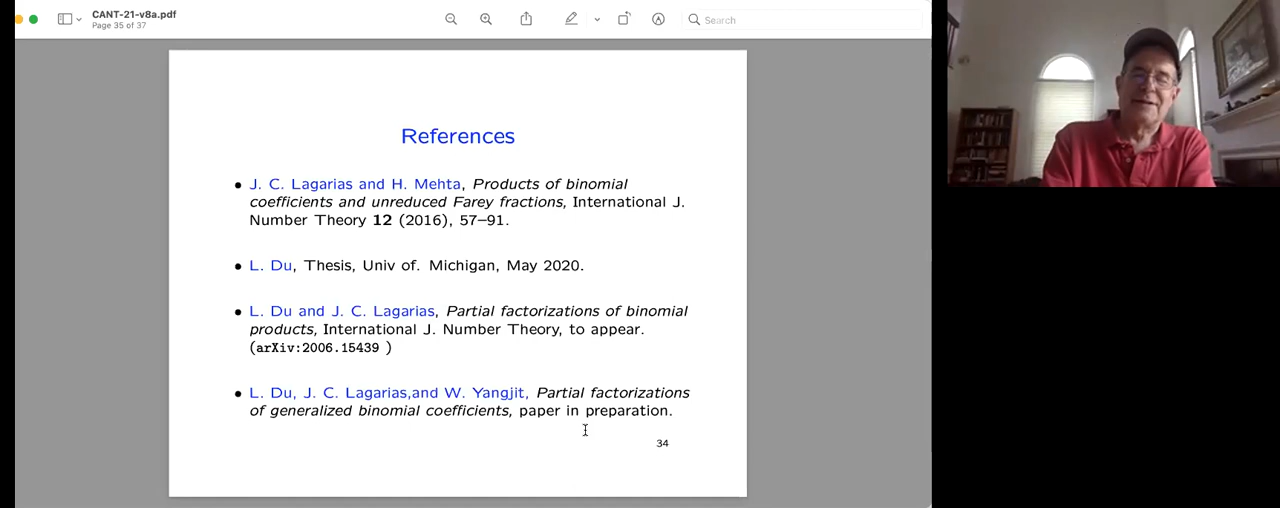 CANT-21-v8a.pdf
Page 35 of 37
Search
References
• J. C. Lagarias and H. Mehta, Products of binomial
coefficients and unreduced Farey fractions, International J.
Number Theory 12 (2016), 57–91.
• L. Du, Thesis, Univ of. Michigan, May 2020.
• L. Du and J. C. Lagarias, Partial factorizations of binomial
products, International J. Number Theory, to appear.
(arXiv:2006.15439 )
• L. Du, J. C. Lagarias,and W. Yangjit, Partial factorizations
of generalized binomial coefficients, paper in preparation.
34